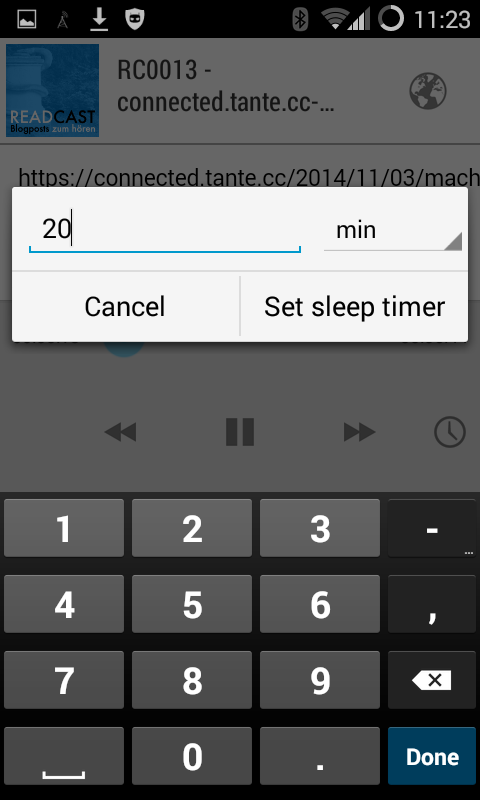 11:23
READCAST
Blogposts zum hören
RC0013 -
connected.tante.cc-...
https://connected.tante.cc/2014/11/03/mach
20
min
Cancel
Set sleep timer
1 2 3 -
...
4 5 6 ,
7 8 9
0 . Done